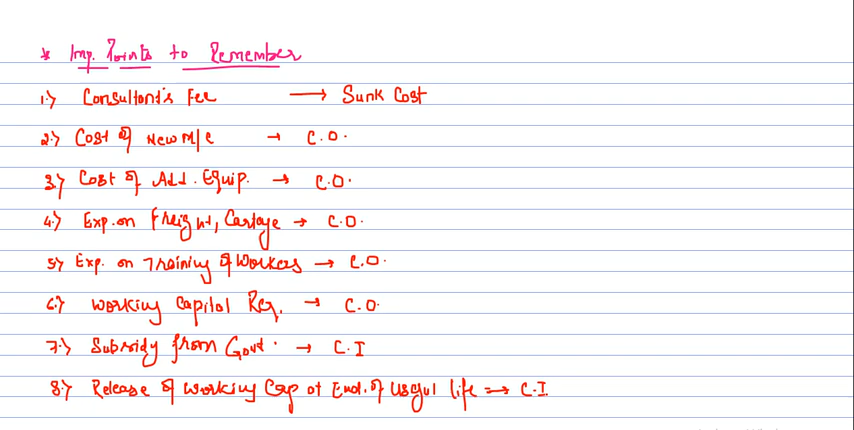 * Imp. Points to Remember
1.) Consultant's Fee → Sunk Cost
2.) Cost of New M/c → C.O.
3.) Cost of Add. Equip. → C.O.
4.) Exp. on Freight, Cartage → C.O.
5.) Exp. on Training of Workers → C.O.
6.) Working Capital Req. → C.O.
7.) Subsidy from Govt. → C.I
8.) Release of Working Cap at End. of Useful life → C.I.